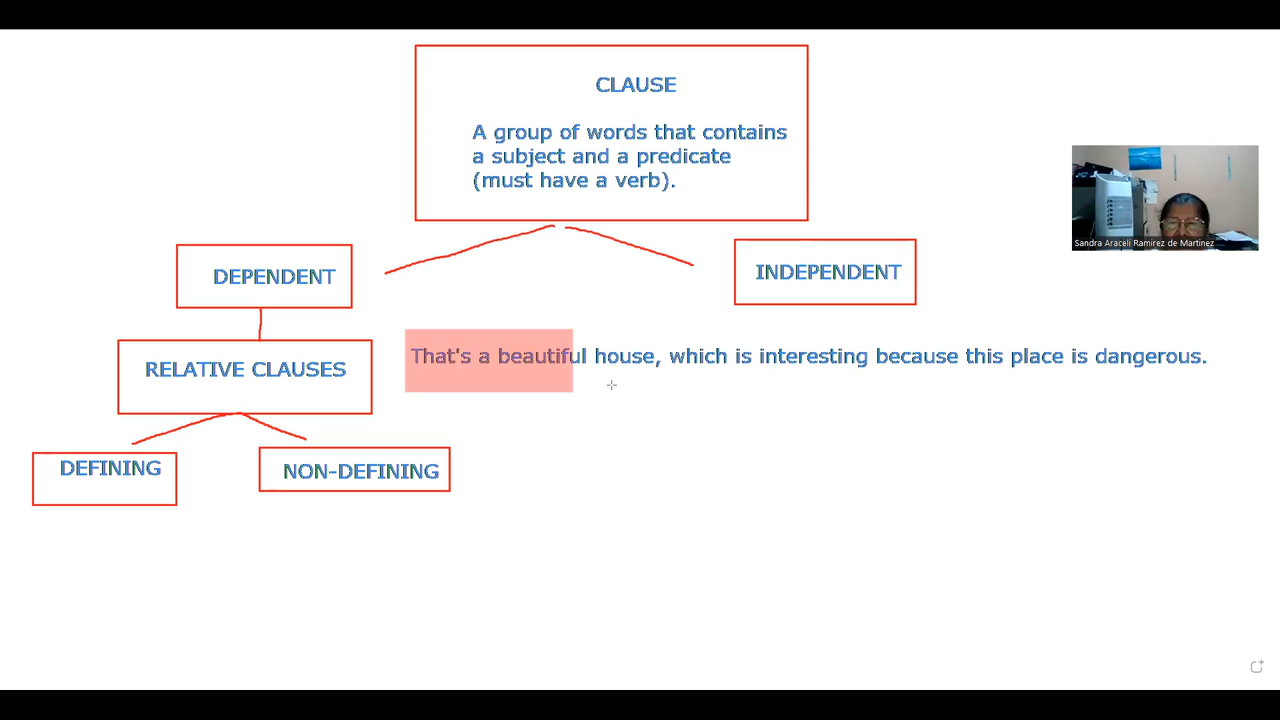 CLAUSE
A group of words that contains
a subject and a predicate
(must have a verb).
Sandra Araceli Ramirez de Martinez
DEPENDENT
INDEPENDENT
RELATIVE CLAUSES
That's a beautiful house, which is interesting because this place is dangerous.
DEFINING
NON-DEFINING